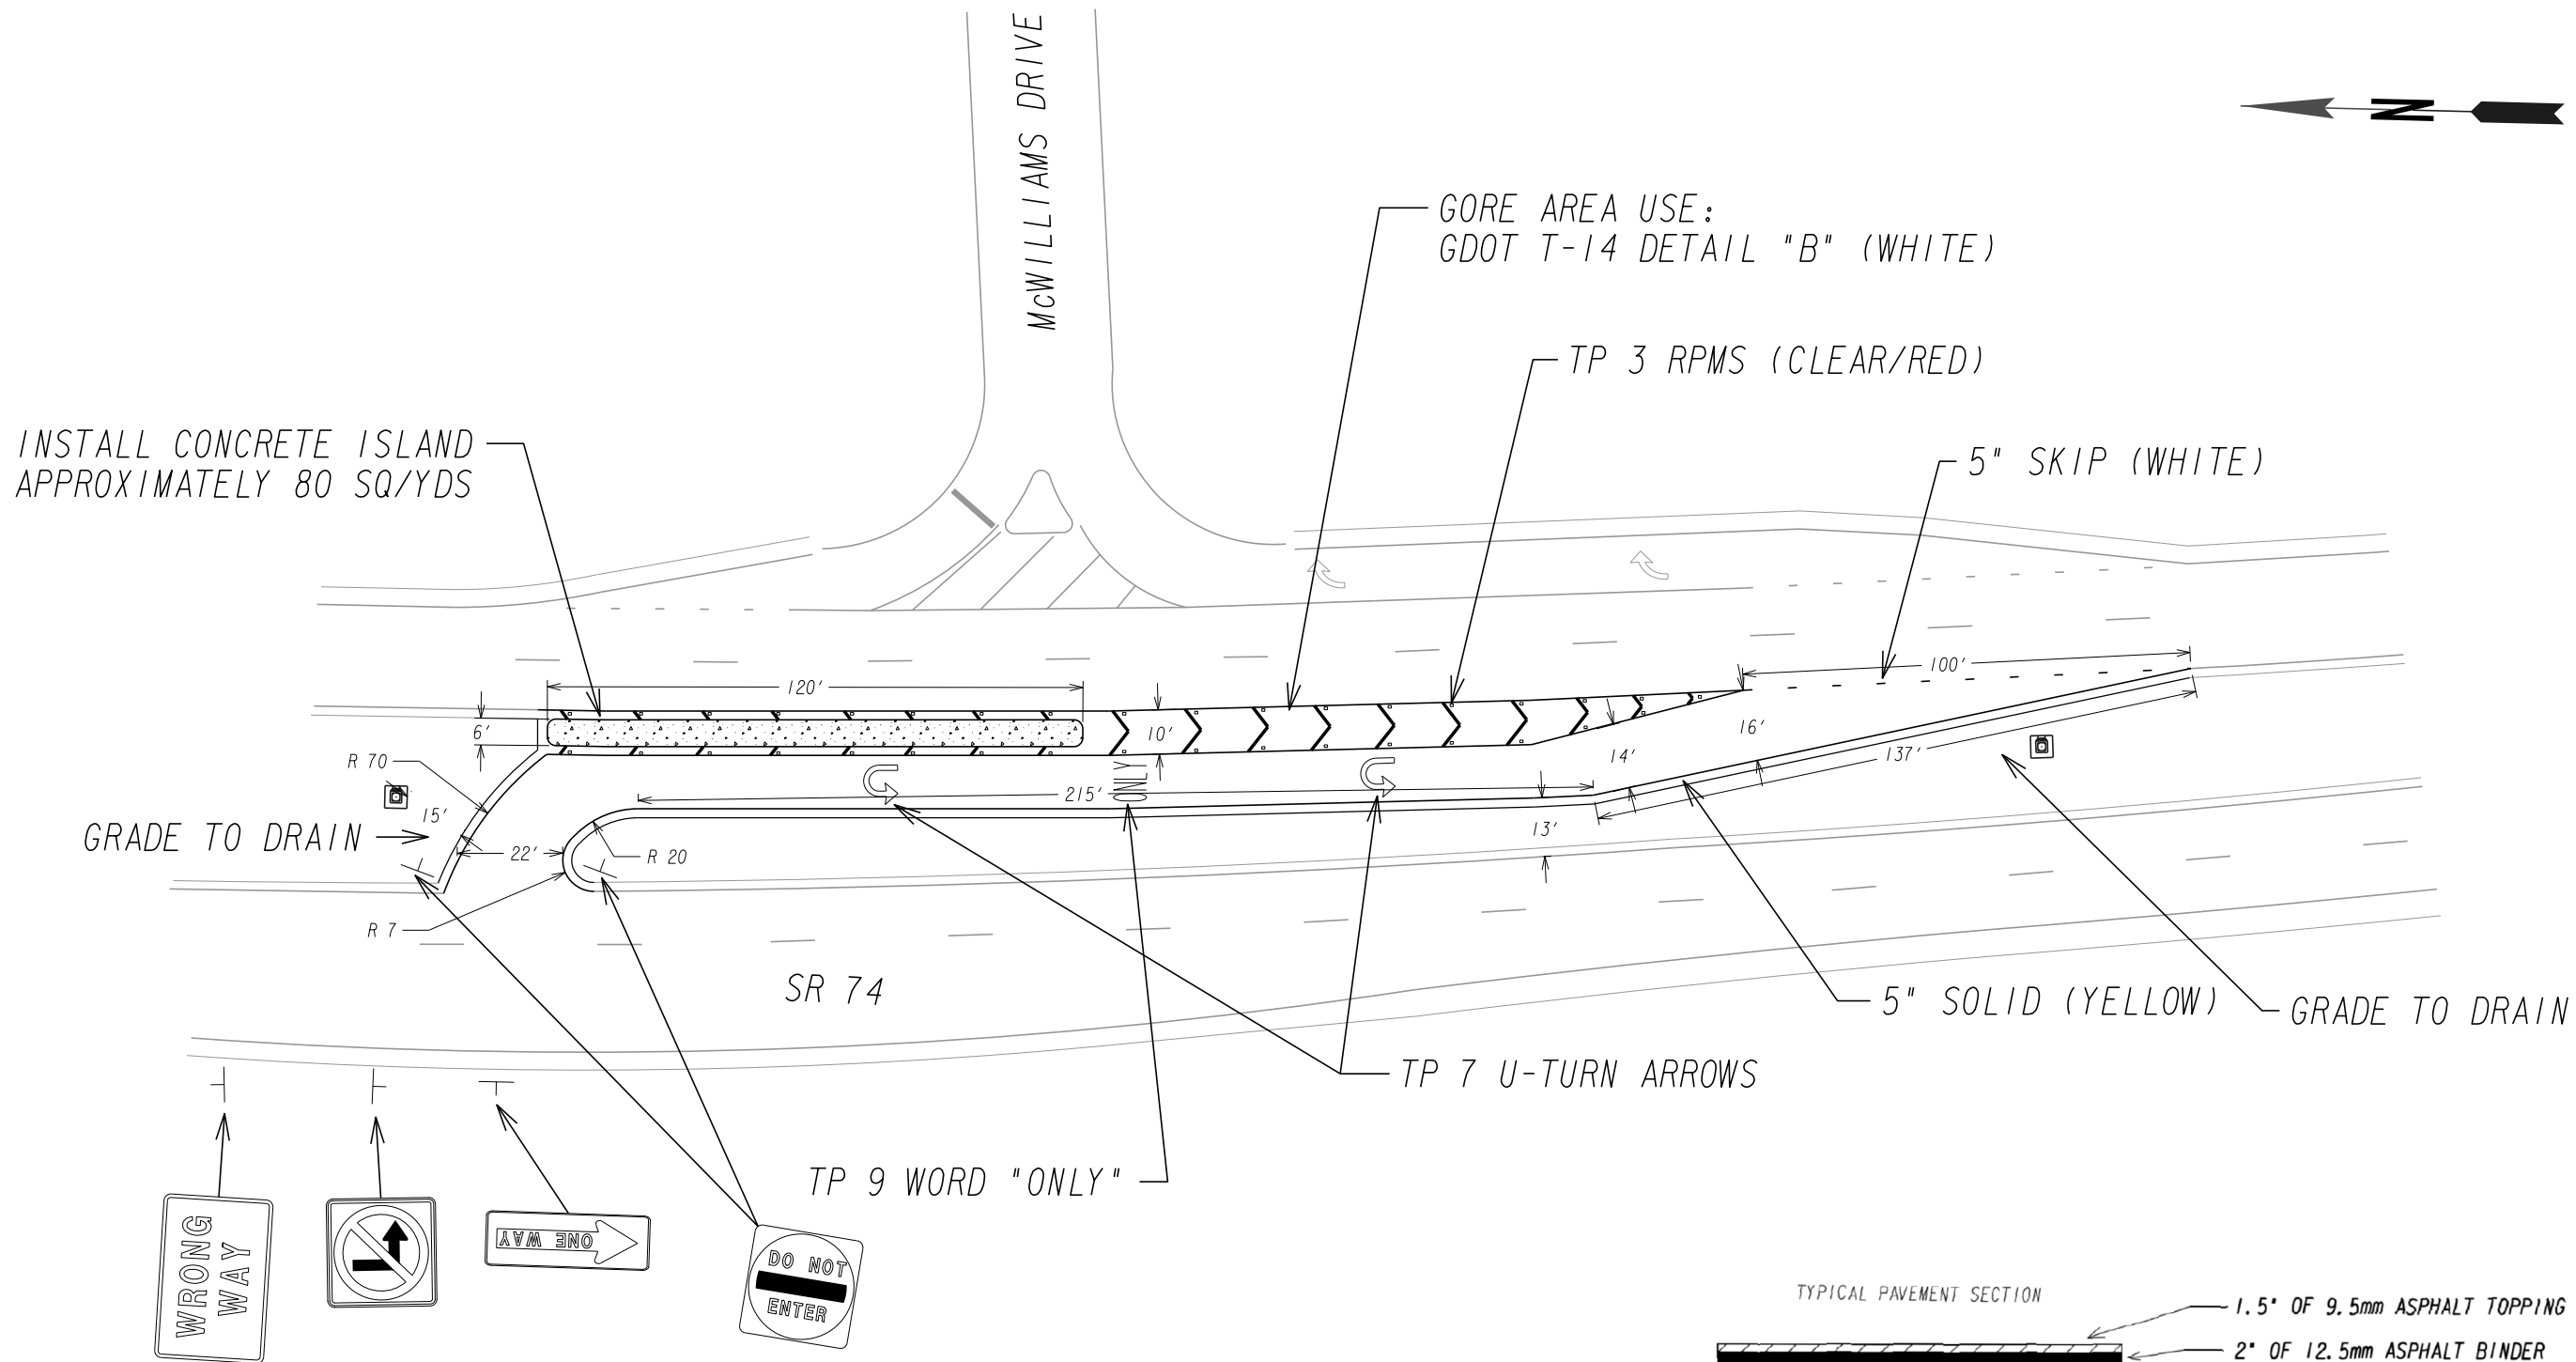 McWILLIAMS DRIVE
N
GORE AREA USE:
GDOT T-14 DETAIL "B" (WHITE)
TP 3 RPMS (CLEAR/RED)
INSTALL CONCRETE ISLAND
APPROXIMATELY 80 SQ/YDS
5" SKIP (WHITE)
100'
120'
6'
10'
16'
14'
137'
R 70
ONLY
215'
15'
13'
GRADE TO DRAIN
22'
R 20
R 7
SR 74
5" SOLID (YELLOW)
GRADE TO DRAIN
TP 7 U-TURN ARROWS
TP 9 WORD "ONLY"
WRONG
WAY
ONE WAY
DO NOT
ENTER
TYPICAL PAVEMENT SECTION
1.5" OF 9.5mm ASPHALT TOPPING
2" OF 12.5mm ASPHALT BINDER